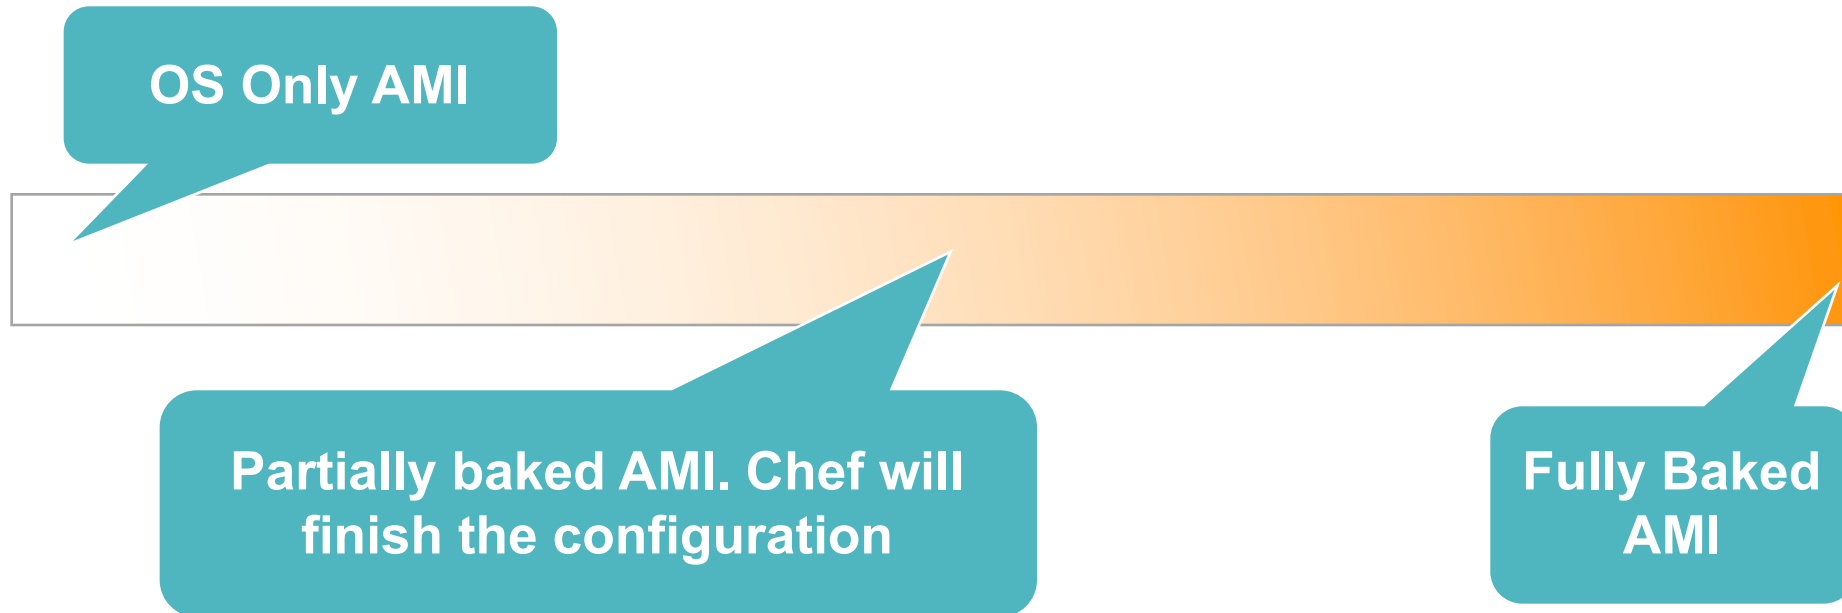 OS Only AMI
Partially baked AMI. Chef will
finish the configuration
Fully Baked
AMI